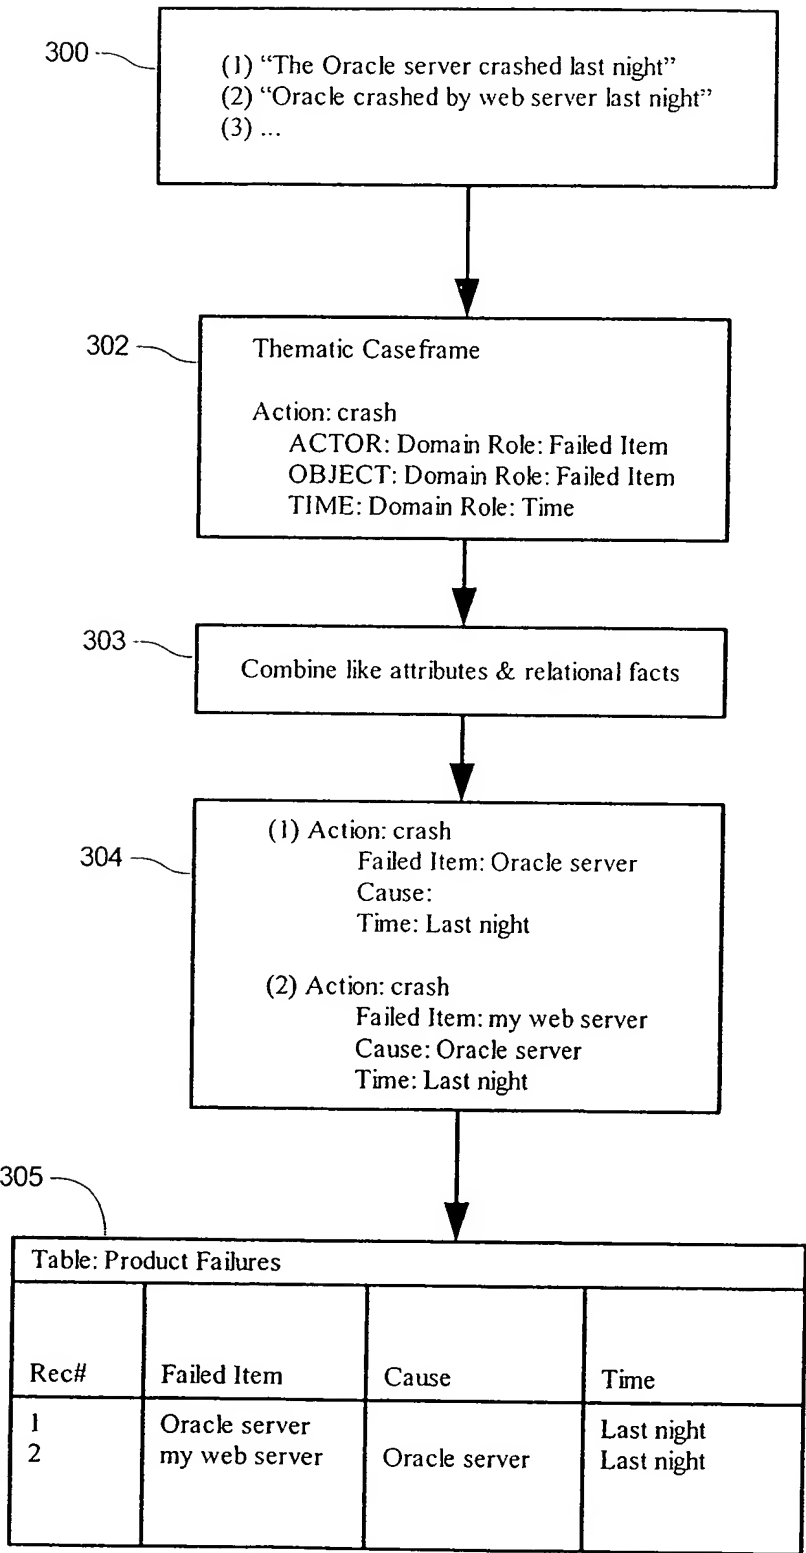 300
(1) “The Oracle server crashed last night”
(2) “Oracle crashed by web server last night”
(3) ...
302
Thematic Caseframe
Action: crash
ACTOR: Domain Role: Failed Item
OBJECT: Domain Role: Failed Item
TIME: Domain Role: Time
303
Combine like attributes & relational facts
304
(1) Action: crash
Failed Item: Oracle server
Cause:
Time: Last night
(2) Action: crash
Failed Item: my web server
Cause: Oracle server
Time: Last night
305
Table: Product Failures
Rec# Failed Item Cause Time
1 Oracle server Last night
2 my web server Oracle server Last night